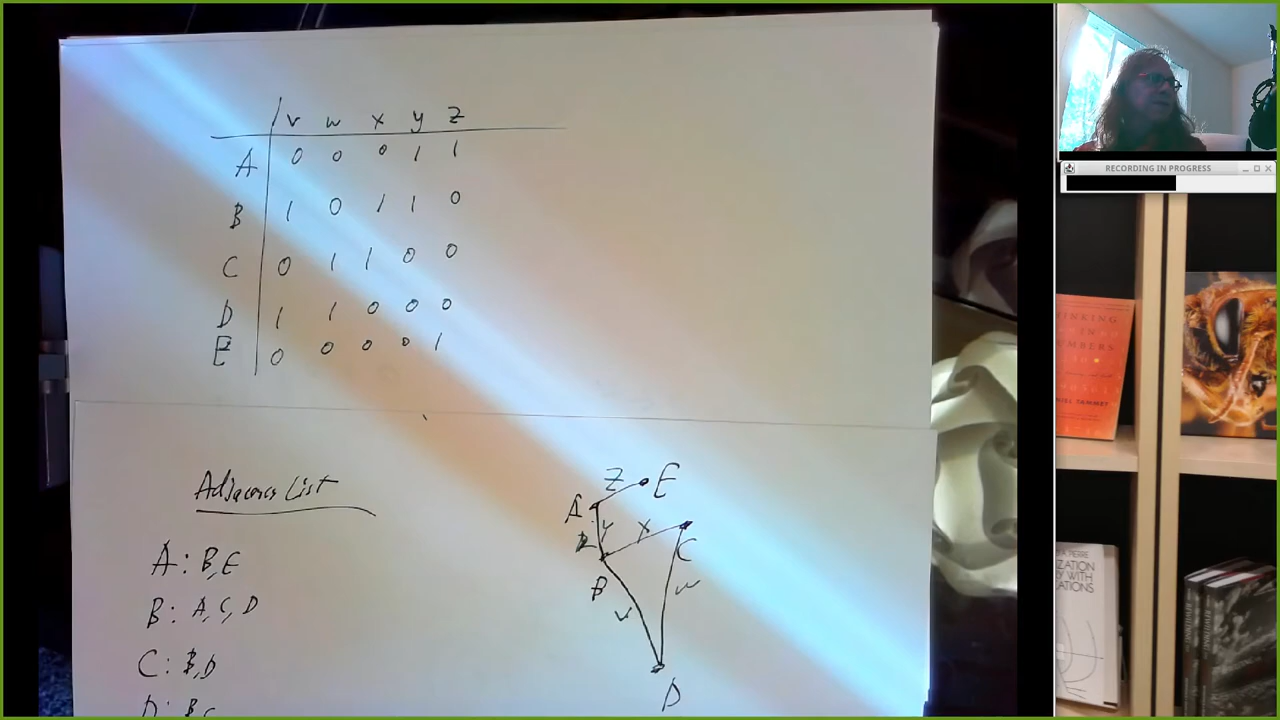 v w x y z
A 0 0 0 1 1
B 1 0 1 1 0
C 0 1 1 0 0
D 1 1 0 0 0
E 0 0 0 0 1
Adjacency List
A: B, E
B: A, C, D
C: B, D
D: B, C
z E
A
y x
C
B
v w
D
RECORDING IN PROGRESS